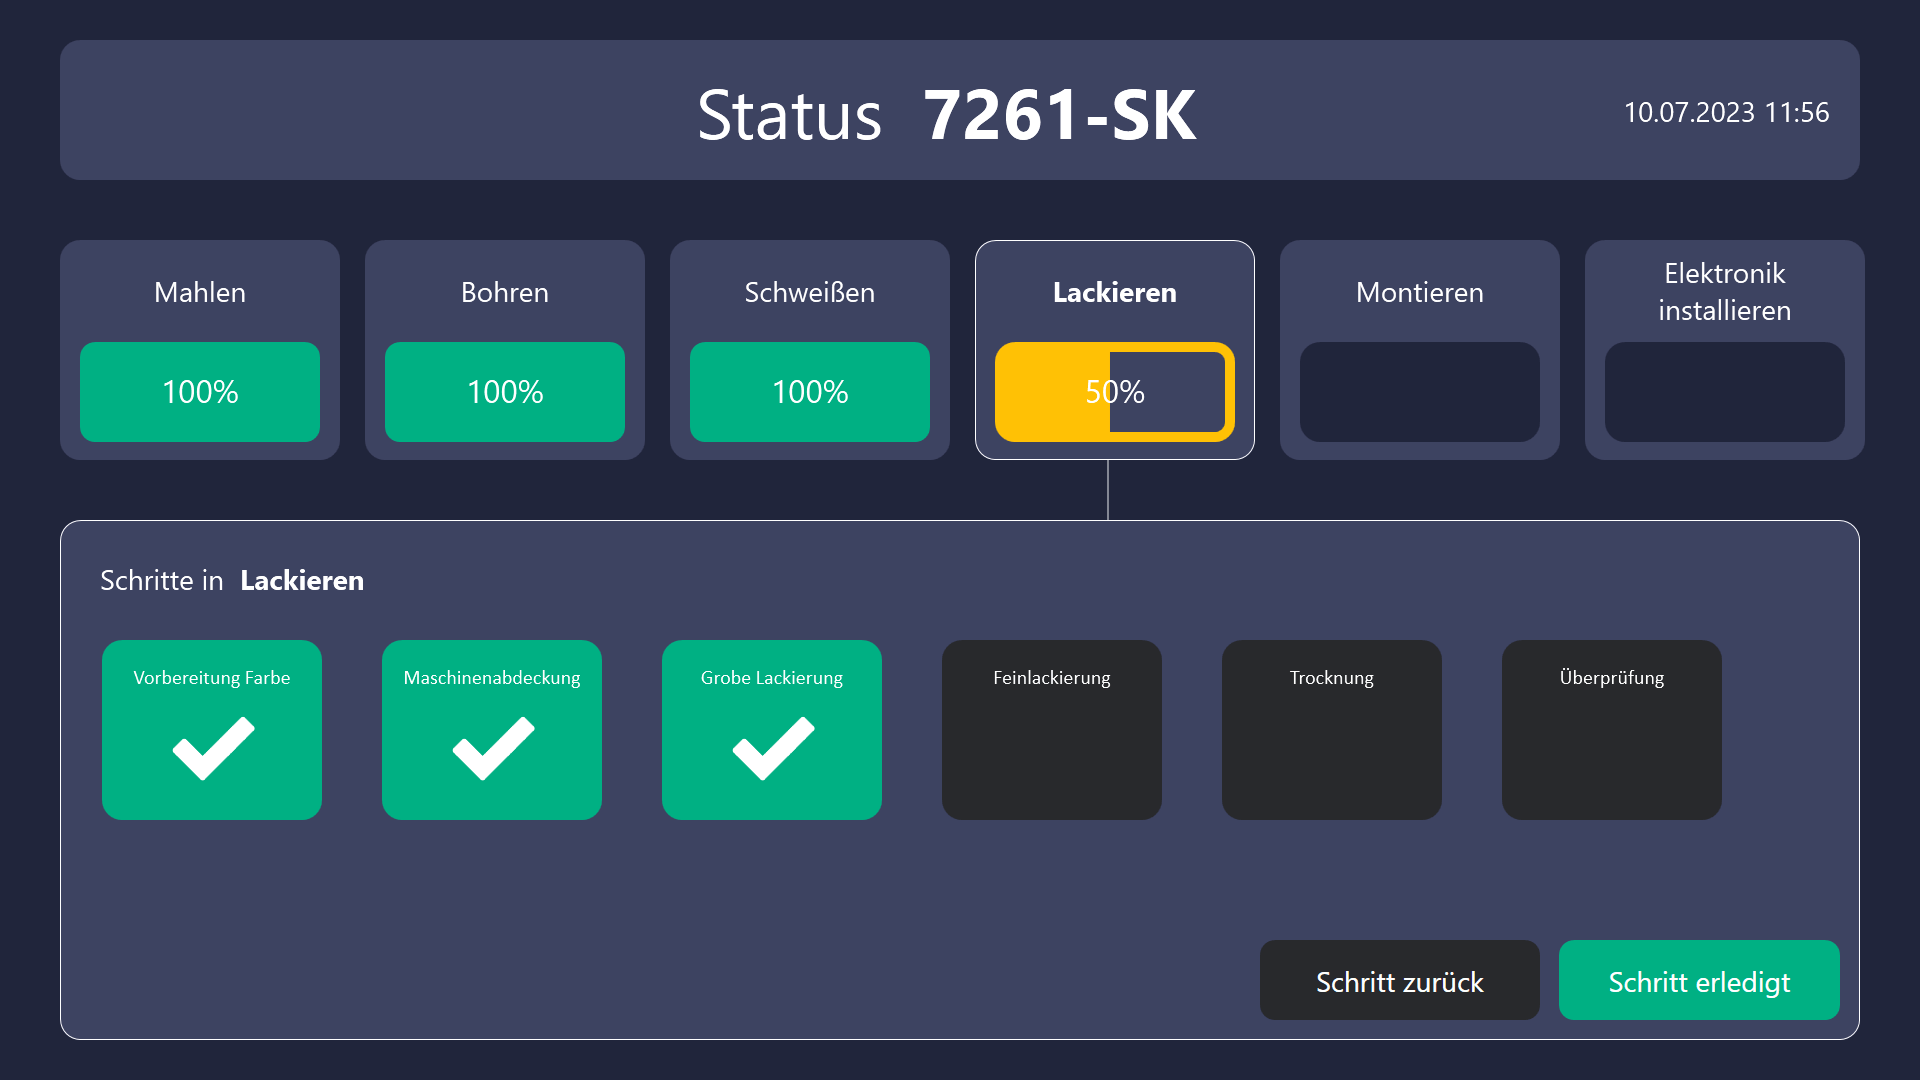 Status 7261-SK
10.07.2023 11:56
Mahlen
Bohren
Schweißen
Lackieren
Montieren
Elektronik
installieren
100%
100%
100%
50%
Schritte in Lackieren
Vorbereitung Farbe
Maschinenabdeckung
Grobe Lackierung
Feinlackierung
Trocknung
Überprüfung
Schritt zurück
Schritt erledigt